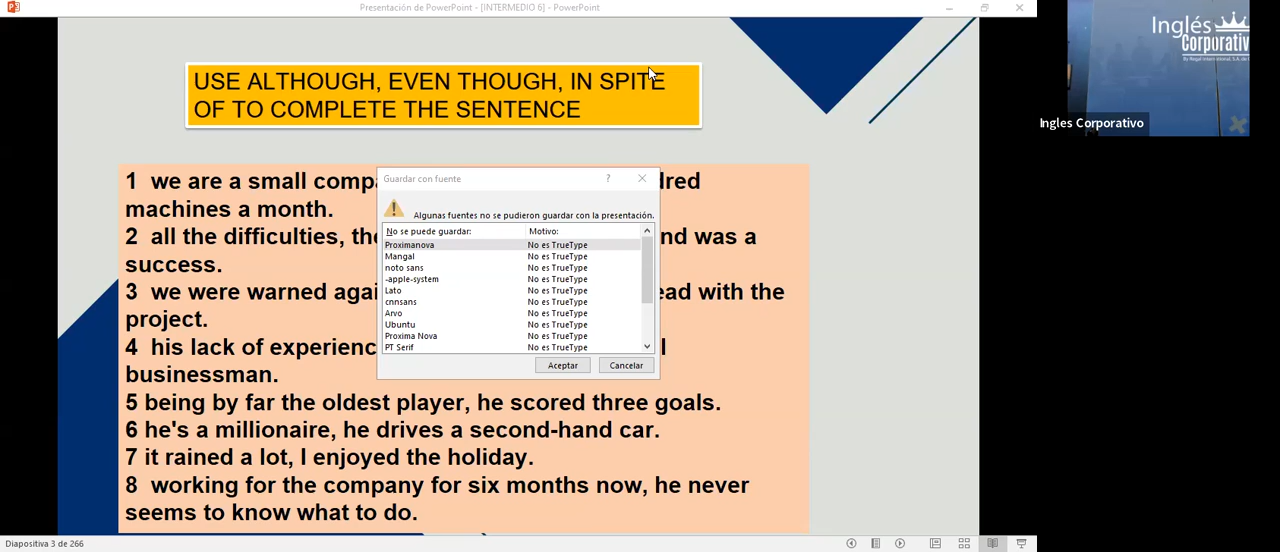 Presentación de PowerPoint - [INTERMEDIO 6] - PowerPoint
USE ALTHOUGH, EVEN THOUGH, IN SPITE
OF TO COMPLETE THE SENTENCE
1 we are a small compa dred
machines a month.
2 all the difficulties, the nd was a
success.
3 we were warned agai ead with the
project.
4 his lack of experienc l
businessman.
5 being by far the oldest player, he scored three goals.
6 he's a millionaire, he drives a second-hand car.
7 it rained a lot, I enjoyed the holiday.
8 working for the company for six months now, he never
seems to know what to do.
Guardar con fuente
Algunas fuentes no se pudieron guardar con la presentación.
No se puede guardar: Motivo:
Proximanova No es TrueType
Mangal No es TrueType
noto sans No es TrueType
-apple-system No es TrueType
Lato No es TrueType
cnnsans No es TrueType
Arvo No es TrueType
Ubuntu No es TrueType
Proxima Nova No es TrueType
PT Serif No es TrueType
Aceptar Cancelar
Inglés
Corporativ
By Regal International, S.A. de
Ingles Corporativo
Diapositiva 3 de 266